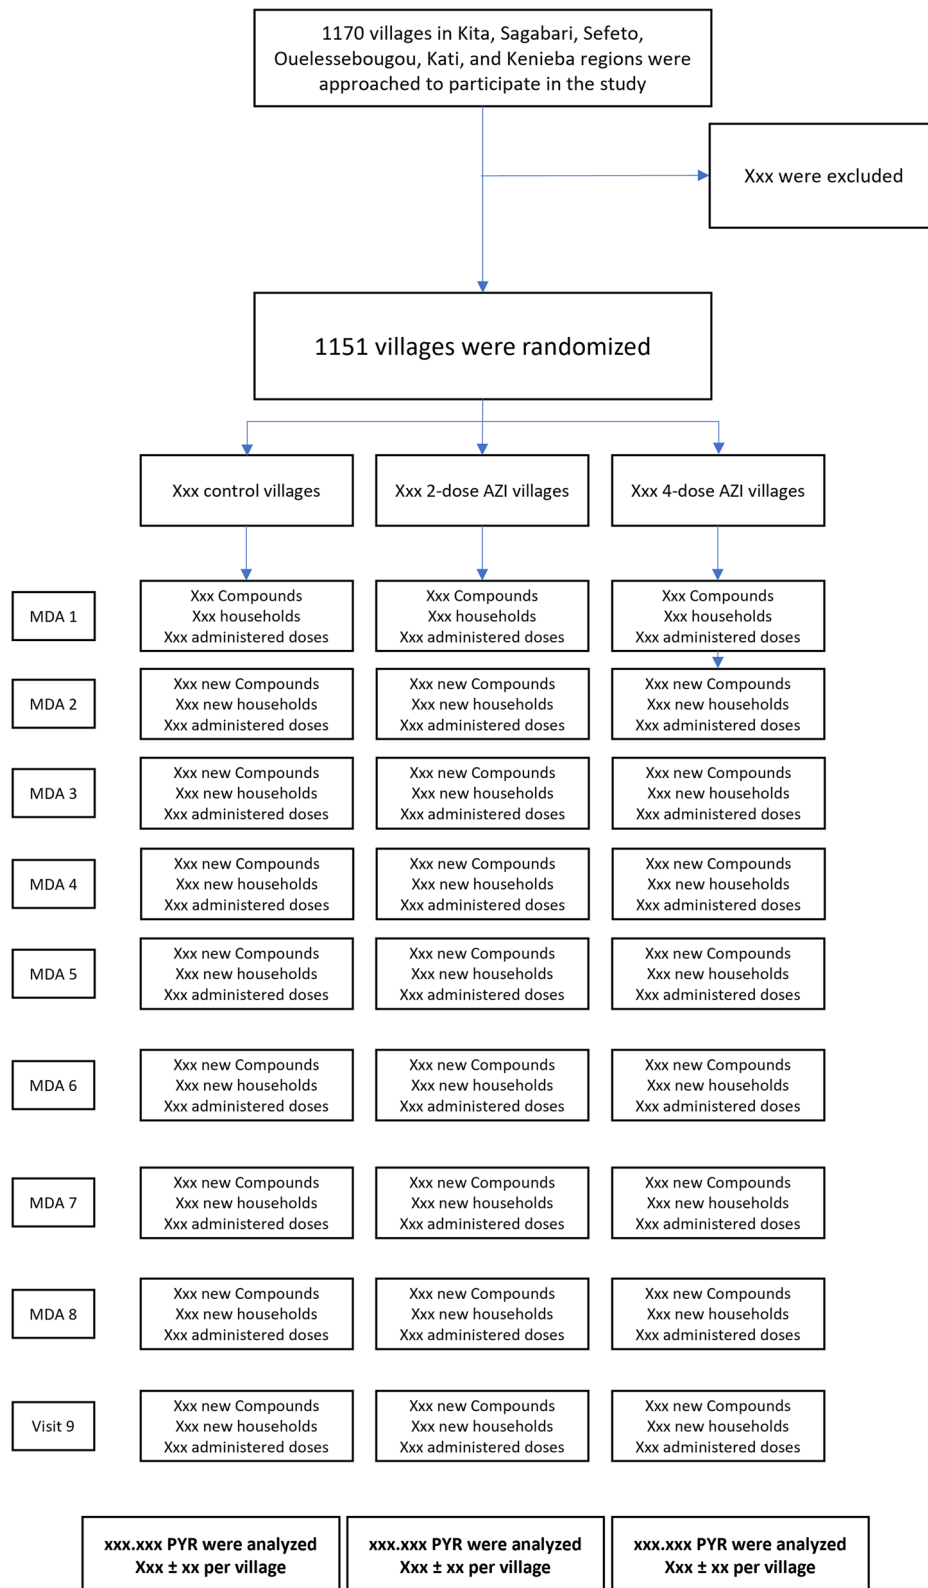 1170 villages in Kita, Sagabari, Sefeto,
Ouelessebougou, Kati, and Kenieba regions were
approached to participate in the study
Xxx were excluded
1151 villages were randomized
Xxx control villages
Xxx 2-dose AZI villages
Xxx 4-dose AZI villages
MDA 1
Xxx Compounds
Xxx households
Xxx administered doses
Xxx Compounds
Xxx households
Xxx administered doses
Xxx Compounds
Xxx households
Xxx administered doses
MDA 2
Xxx new Compounds
Xxx new households
Xxx administered doses
Xxx new Compounds
Xxx new households
Xxx administered doses
Xxx new Compounds
Xxx new households
Xxx administered doses
MDA 3
Xxx new Compounds
Xxx new households
Xxx administered doses
Xxx new Compounds
Xxx new households
Xxx administered doses
Xxx new Compounds
Xxx new households
Xxx administered doses
MDA 4
Xxx new Compounds
Xxx new households
Xxx administered doses
Xxx new Compounds
Xxx new households
Xxx administered doses
Xxx new Compounds
Xxx new households
Xxx administered doses
MDA 5
Xxx new Compounds
Xxx new households
Xxx administered doses
Xxx new Compounds
Xxx new households
Xxx administered doses
Xxx new Compounds
Xxx new households
Xxx administered doses
MDA 6
Xxx new Compounds
Xxx new households
Xxx administered doses
Xxx new Compounds
Xxx new households
Xxx administered doses
Xxx new Compounds
Xxx new households
Xxx administered doses
MDA 7
Xxx new Compounds
Xxx new households
Xxx administered doses
Xxx new Compounds
Xxx new households
Xxx administered doses
Xxx new Compounds
Xxx new households
Xxx administered doses
MDA 8
Xxx new Compounds
Xxx new households
Xxx administered doses
Xxx new Compounds
Xxx new households
Xxx administered doses
Xxx new Compounds
Xxx new households
Xxx administered doses
Visit 9
Xxx new Compounds
Xxx new households
Xxx administered doses
Xxx new Compounds
Xxx new households
Xxx administered doses
Xxx new Compounds
Xxx new households
Xxx administered doses
xxx.xxx PYR were analyzed
Xxx ± xx per village
xxx.xxx PYR were analyzed
Xxx ± xx per village
xxx.xxx PYR were analyzed
Xxx ± xx per village